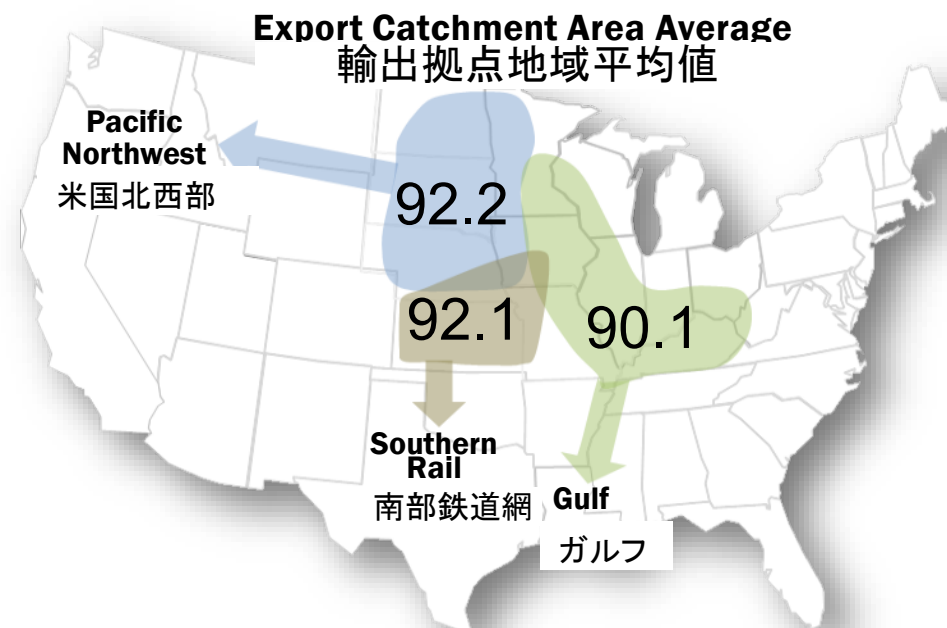 Export Catchment Area Average
輸出拠点地域平均値
Pacific
Northwest
米国北西部
92.2
92.1
90.1
Southern
Rail
南部鉄道網
Gulf
ガルフ